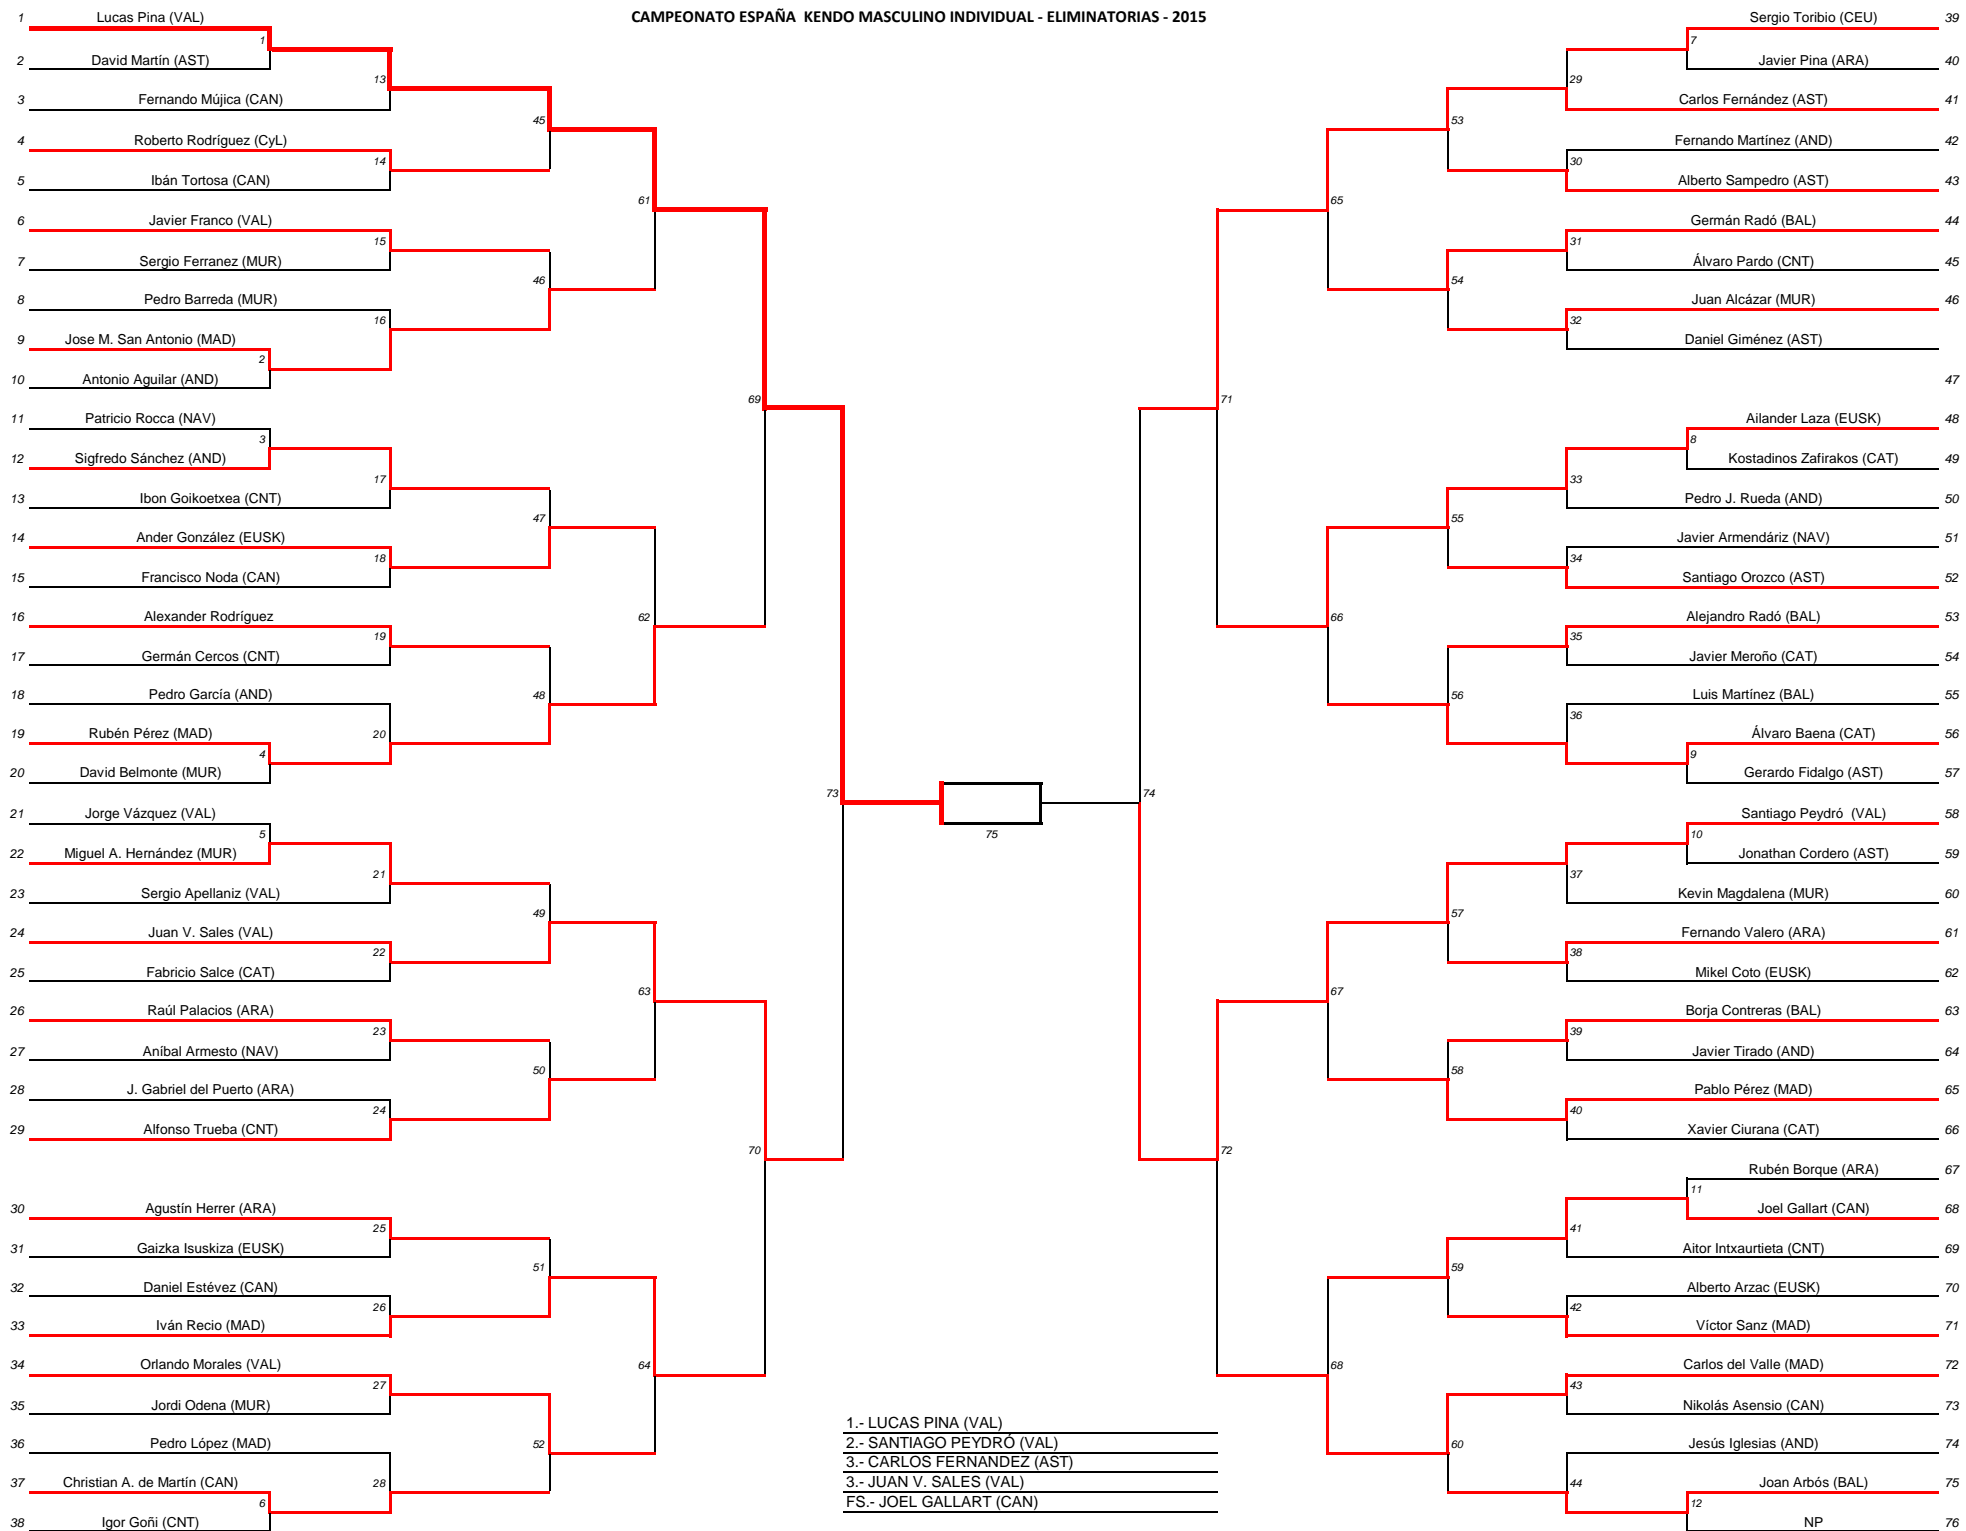 CAMPEONATO ESPAÑA KENDO MASCULINO INDIVIDUAL - ELIMINATORIAS - 2015
1 Lucas Pina (VAL)
1
2 David Martín (AST)
13
3 Fernando Mújica (CAN)
45
4 Roberto Rodríguez (CyL)
14
5 Ibán Tortosa (CAN)
61
6 Javier Franco (VAL)
15
7 Sergio Ferranez (MUR)
46
8 Pedro Barreda (MUR)
16
9 Jose M. San Antonio (MAD)
2
10 Antonio Aguilar (AND)
69
11 Patricio Rocca (NAV)
3
12 Sigfredo Sánchez (AND)
17
13 Ibon Goikoetxea (CNT)
47
14 Ander González (EUSK)
18
15 Francisco Noda (CAN)
62
16 Alexander Rodríguez
19
17 Germán Cercos (CNT)
48
18 Pedro García (AND)
20
19 Rubén Pérez (MAD)
4
20 David Belmonte (MUR)
73
21 Jorge Vázquez (VAL)
5
22 Miguel A. Hernández (MUR)
21
23 Sergio Apellaniz (VAL)
49
24 Juan V. Sales (VAL)
22
25 Fabricio Salce (CAT)
63
26 Raúl Palacios (ARA)
23
27 Aníbal Armesto (NAV)
50
28 J. Gabriel del Puerto (ARA)
24
29 Alfonso Trueba (CNT)
70
30 Agustín Herrer (ARA)
25
31 Gaizka Isuskiza (EUSK)
51
32 Daniel Estévez (CAN)
26
33 Iván Recio (MAD)
64
34 Orlando Morales (VAL)
27
35 Jordi Odena (MUR)
52
36 Pedro López (MAD)
28
37 Christian A. de Martín (CAN)
6
38 Igor Goñi (CNT)
75
Sergio Toribio (CEU) 39
7
Javier Pina (ARA) 40
29
Carlos Fernández (AST) 41
53
Fernando Martínez (AND) 42
30
Alberto Sampedro (AST) 43
65
Germán Radó (BAL) 44
31
Álvaro Pardo (CNT) 45
54
Juan Alcázar (MUR) 46
32
Daniel Giménez (AST)
47
71
Ailander Laza (EUSK) 48
8
Kostadinos Zafirakos (CAT) 49
33
Pedro J. Rueda (AND) 50
55
Javier Armendáriz (NAV) 51
34
Santiago Orozco (AST) 52
66
Alejandro Radó (BAL) 53
35
Javier Meroño (CAT) 54
56
Luis Martínez (BAL) 55
36
Álvaro Baena (CAT) 56
9
Gerardo Fidalgo (AST) 57
74
Santiago Peydró (VAL) 58
10
Jonathan Cordero (AST) 59
37
Kevin Magdalena (MUR) 60
57
Fernando Valero (ARA) 61
38
Mikel Coto (EUSK) 62
67
Borja Contreras (BAL) 63
39
Javier Tirado (AND) 64
58
Pablo Pérez (MAD) 65
40
Xavier Ciurana (CAT) 66
72
Rubén Borque (ARA) 67
11
Joel Gallart (CAN) 68
41
Aitor Intxaurtieta (CNT) 69
59
Alberto Arzac (EUSK) 70
42
Víctor Sanz (MAD) 71
68
Carlos del Valle (MAD) 72
43
Nikolás Asensio (CAN) 73
60
Jesús Iglesias (AND) 74
44
Joan Arbós (BAL) 75
12
NP 76
1.- LUCAS PINA (VAL)
2.- SANTIAGO PEYDRÓ (VAL)
3.- CARLOS FERNANDEZ (AST)
3.- JUAN V. SALES (VAL)
FS.- JOEL GALLART (CAN)